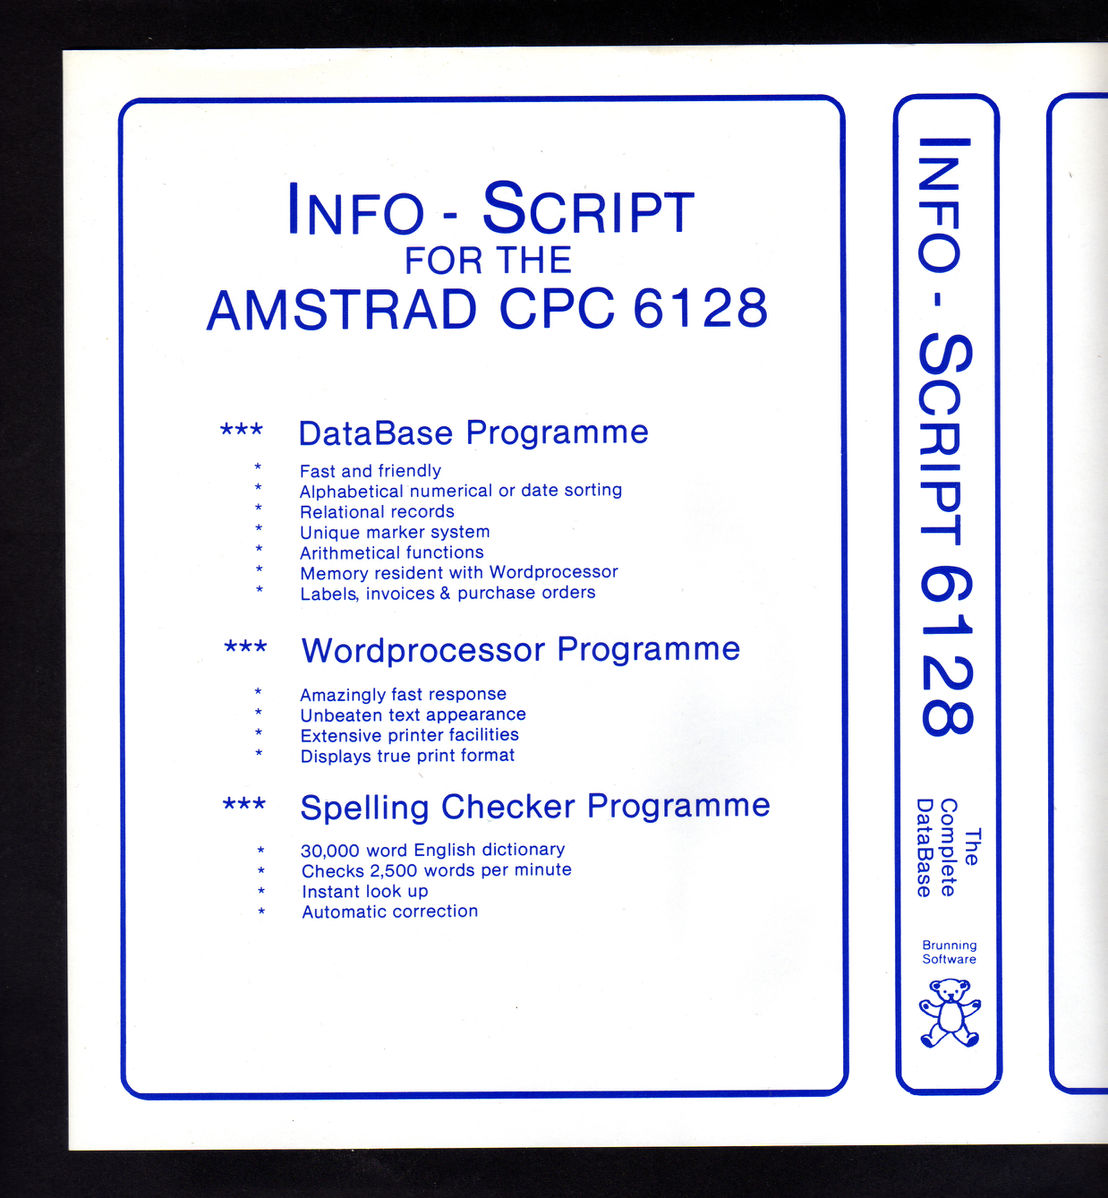 INFO - SCRIPT
FOR THE
AMSTRAD CPC 6128
*** DataBase Programme
* Fast and friendly
* Alphabetical numerical or date sorting
* Relational records
* Unique marker system
* Arithmetical functions
* Memory resident with Wordprocessor
* Labels, invoices & purchase orders
*** Wordprocessor Programme
* Amazingly fast response
* Unbeaten text appearance
* Extensive printer facilities
* Displays true print format
*** Spelling Checker Programme
* 30,000 word English dictionary
* Checks 2,500 words per minute
* Instant look up
* Automatic correction
INFO - SCRIPT 6128
The
Complete
DataBase
Brunning
Software